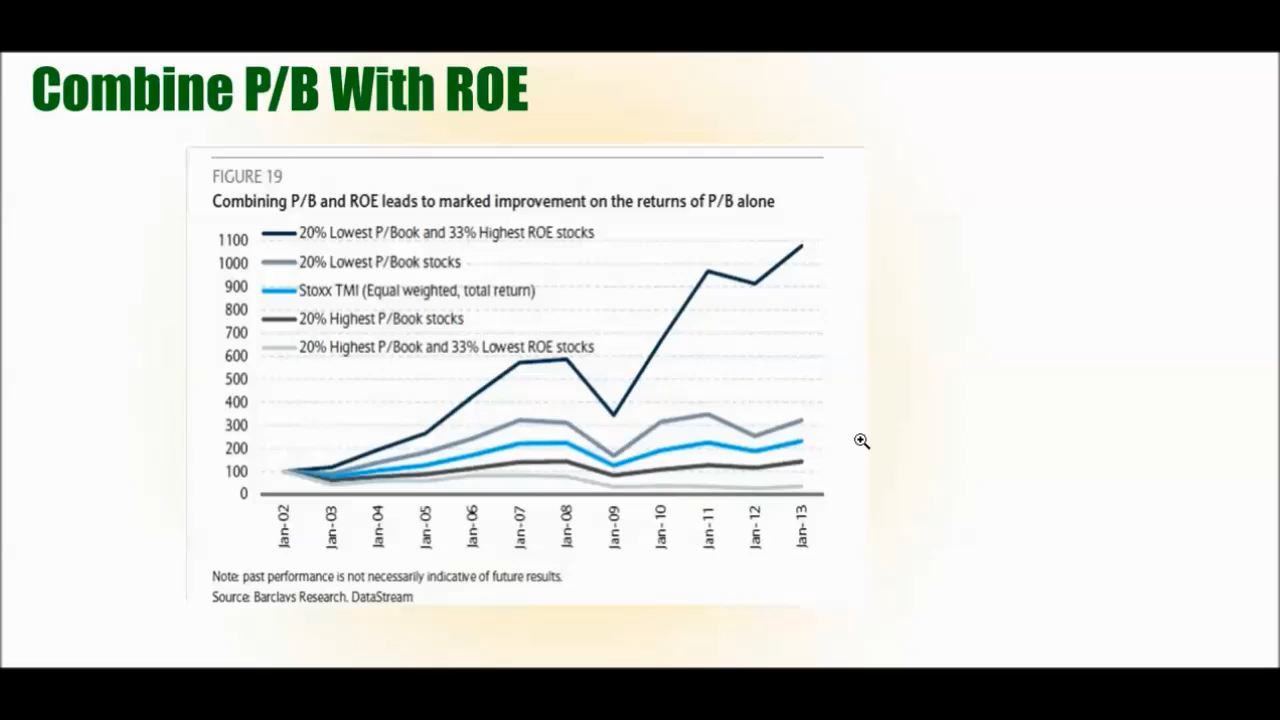 Combine P/B With ROE
FIGURE 19
Combining P/B and ROE leads to marked improvement on the returns of P/B alone
20% Lowest P/Book and 33% Highest ROE stocks
20% Lowest P/Book stocks
Stoxx TMI (Equal weighted, total return)
20% Highest P/Book stocks
20% Highest P/Book and 33% Lowest ROE stocks
1100
1000
900
800
700
600
500
400
300
200
100
0
Jan-02
Jan-03
Jan-04
Jan-05
Jan-06
Jan-07
Jan-08
Jan-09
Jan-10
Jan-11
Jan-12
Jan-13
Note: past performance is not necessarily indicative of future results.
Source: Barclays Research, DataStream